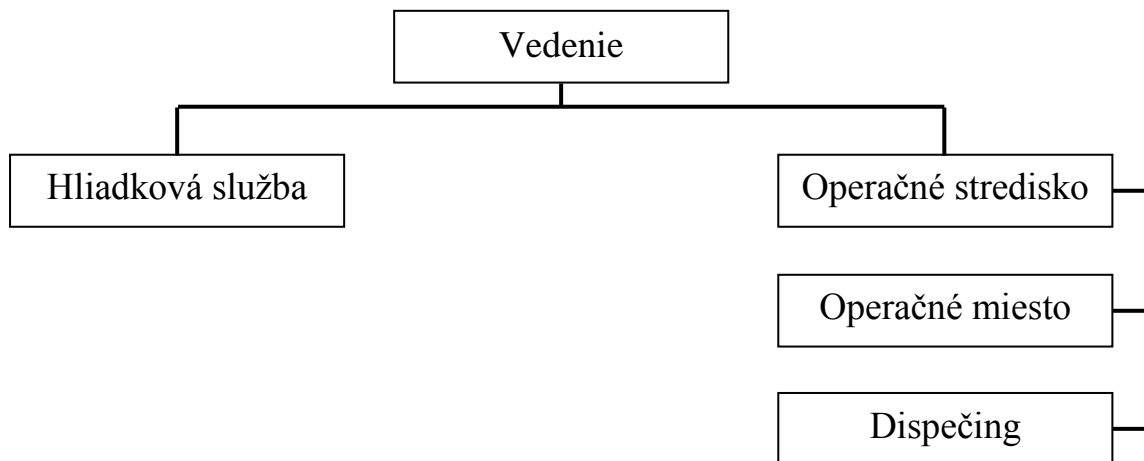 Vedenie
Hliadková služba
Operačné stredisko
Operačné miesto
Dispečing